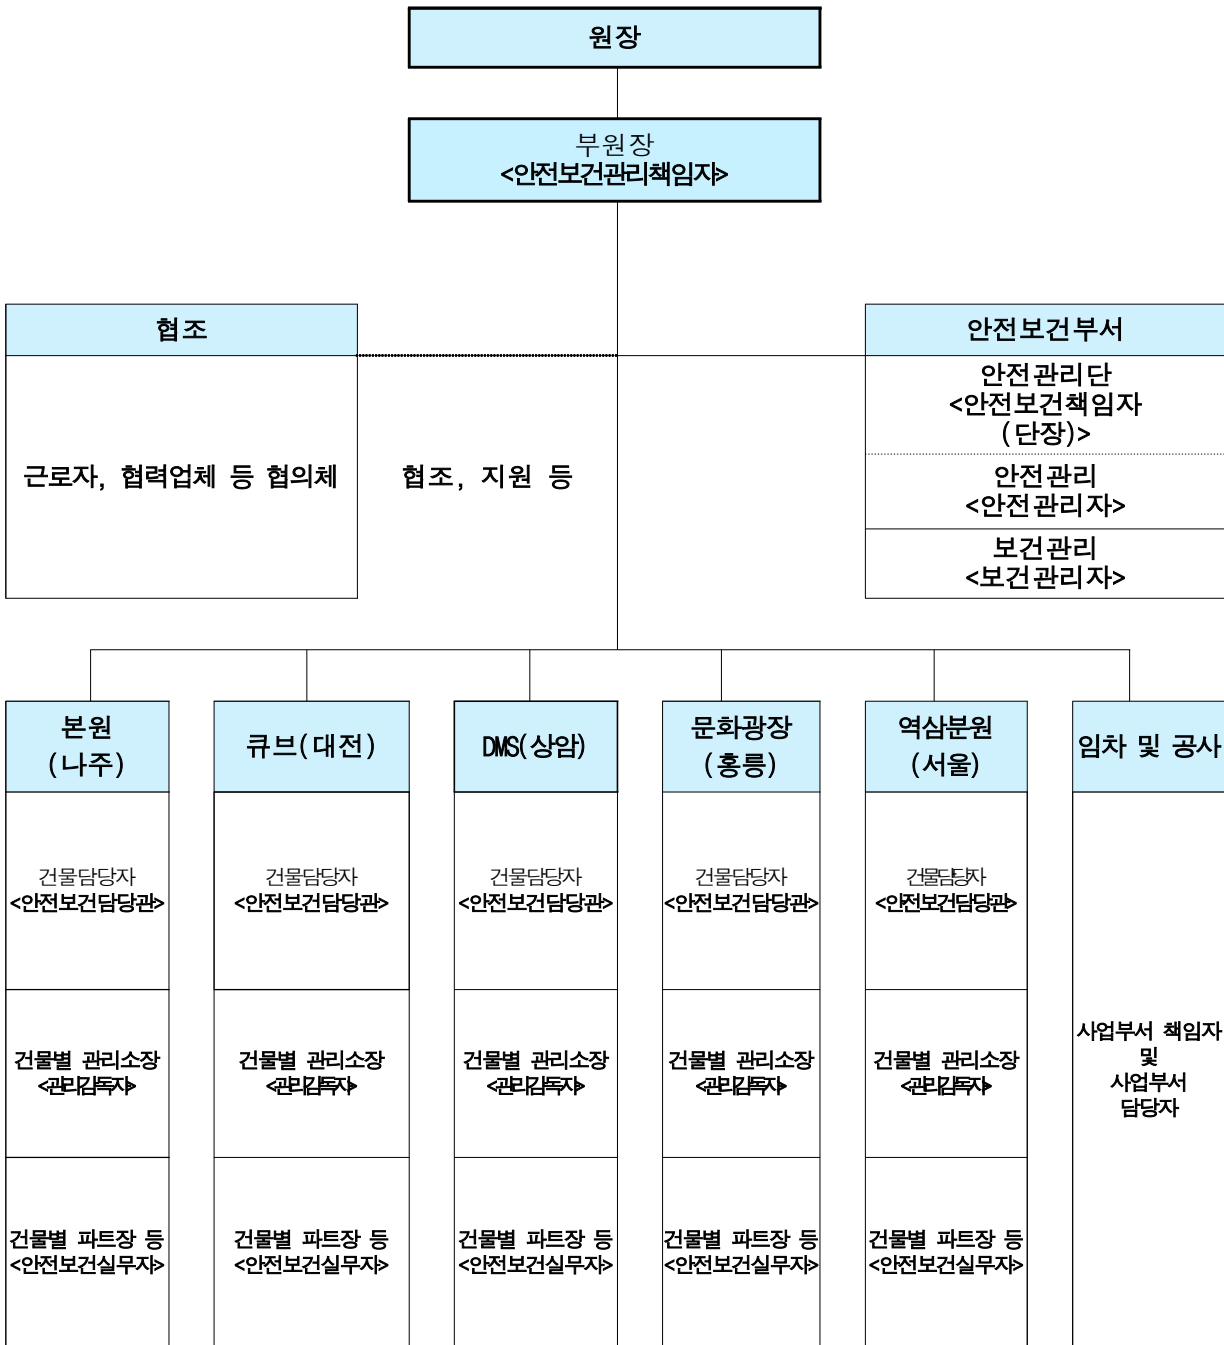 원장
부원장
<안전보건관리책임자>
협조
안전보건부서
근로자, 협력업체 등 협의체
협조, 지원 등
안전관리단
<안전보건책임자
(단장)>
안전관리
<안전관리자>
보건관리
<보건관리자>
본원
(나주)
큐브(대전)
DMS(상암)
문화광장
(홍릉)
역삼분원
(서울)
임차 및 공사
건물담당자
<안전보건담당관>
건물담당자
<안전보건담당관>
건물담당자
<안전보건담당관>
건물담당자
<안전보건담당관>
건물담당자
<안전보건담당관>
건물별 관리소장
<관리감독자>
건물별 관리소장
<관리감독자>
건물별 관리소장
<관리감독자>
건물별 관리소장
<관리감독자>
건물별 관리소장
<관리감독자>
사업부서 책임자
및
사업부서
담당자
건물별 파트장 등
<안전보건실무자>
건물별 파트장 등
<안전보건실무자>
건물별 파트장 등
<안전보건실무자>
건물별 파트장 등
<안전보건실무자>
건물별 파트장 등
<안전보건실무자>